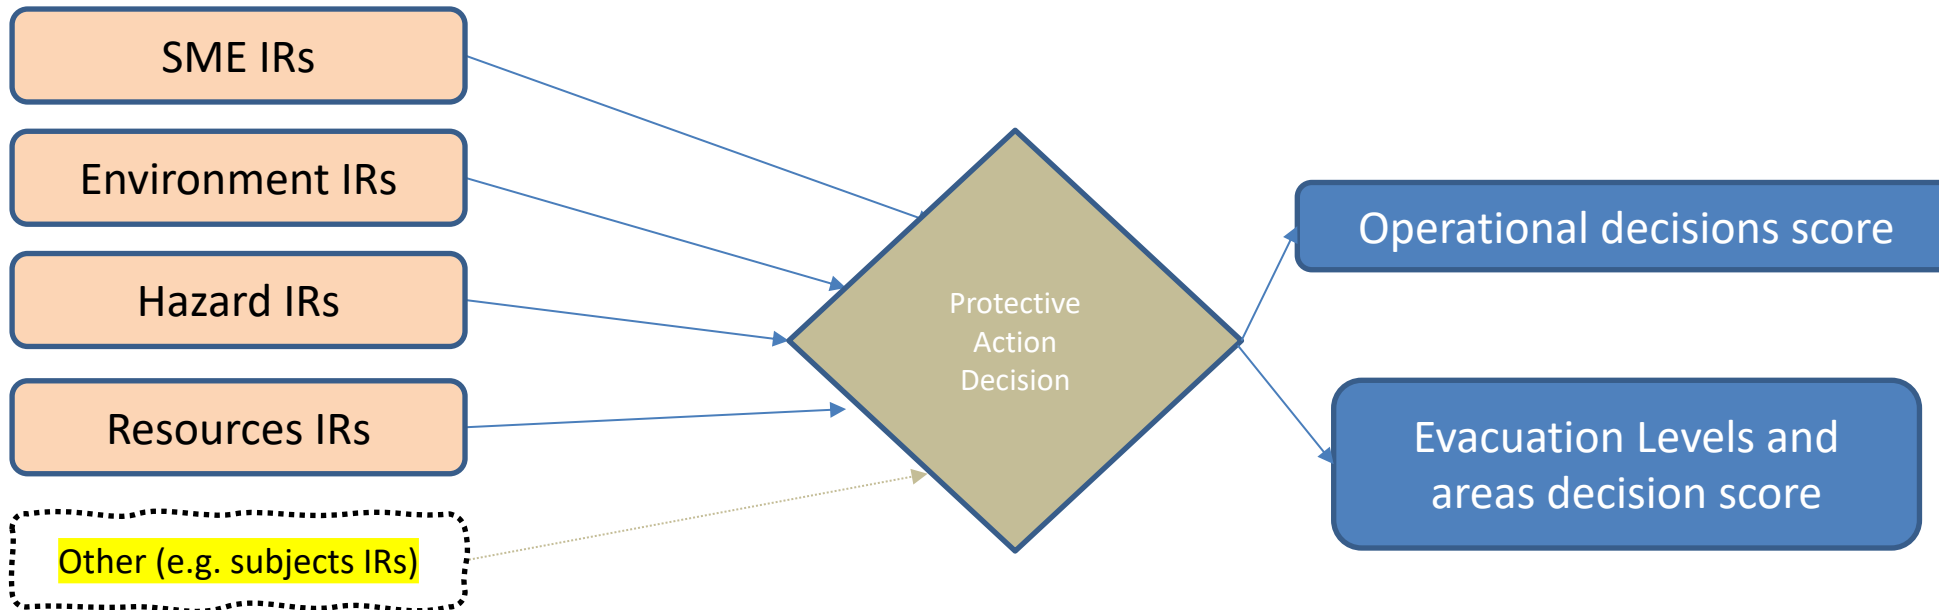 SME IRs
Environment IRs
Hazard IRs
Resources IRs
Other (e.g. subjects IRs)
Protective
Action
Decision
Operational decisions score
Evacuation Levels and
areas decision score